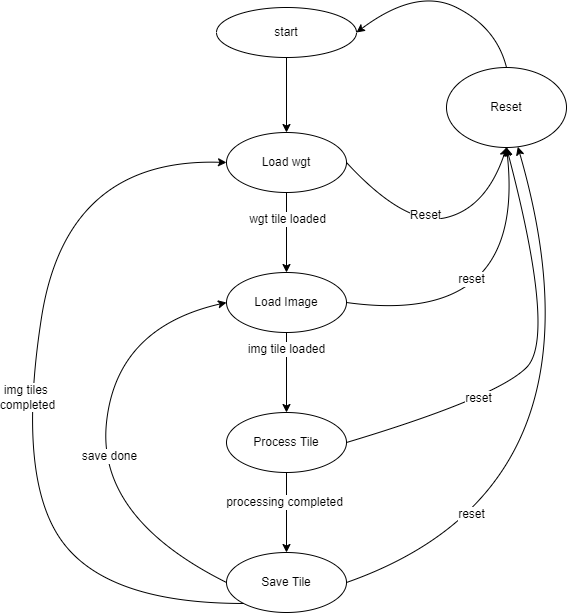 start
Reset
Load wgt
wgt tile loaded
Reset
Load Image
reset
img tile loaded
img tiles
completed
reset
Process Tile
save done
processing completed
reset
Save Tile